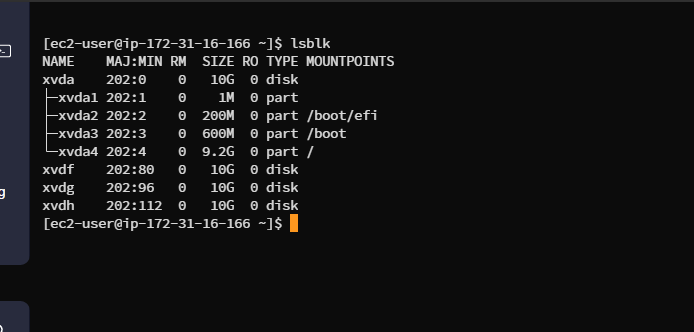 [ec2-user@ip-172-31-16-166 ~]$ lsblk
NAME    MAJ:MIN RM  SIZE RO TYPE MOUNTPOINTS
xvda    202:0    0   10G  0 disk
├─xvda1 202:1    0    1M  0 part
├─xvda2 202:2    0  200M  0 part /boot/efi
├─xvda3 202:3    0  600M  0 part /boot
└─xvda4 202:4    0  9.2G  0 part /
xvdf    202:80   0   10G  0 disk
xvdg    202:96   0   10G  0 disk
xvdh    202:112  0   10G  0 disk
[ec2-user@ip-172-31-16-166 ~]$
g